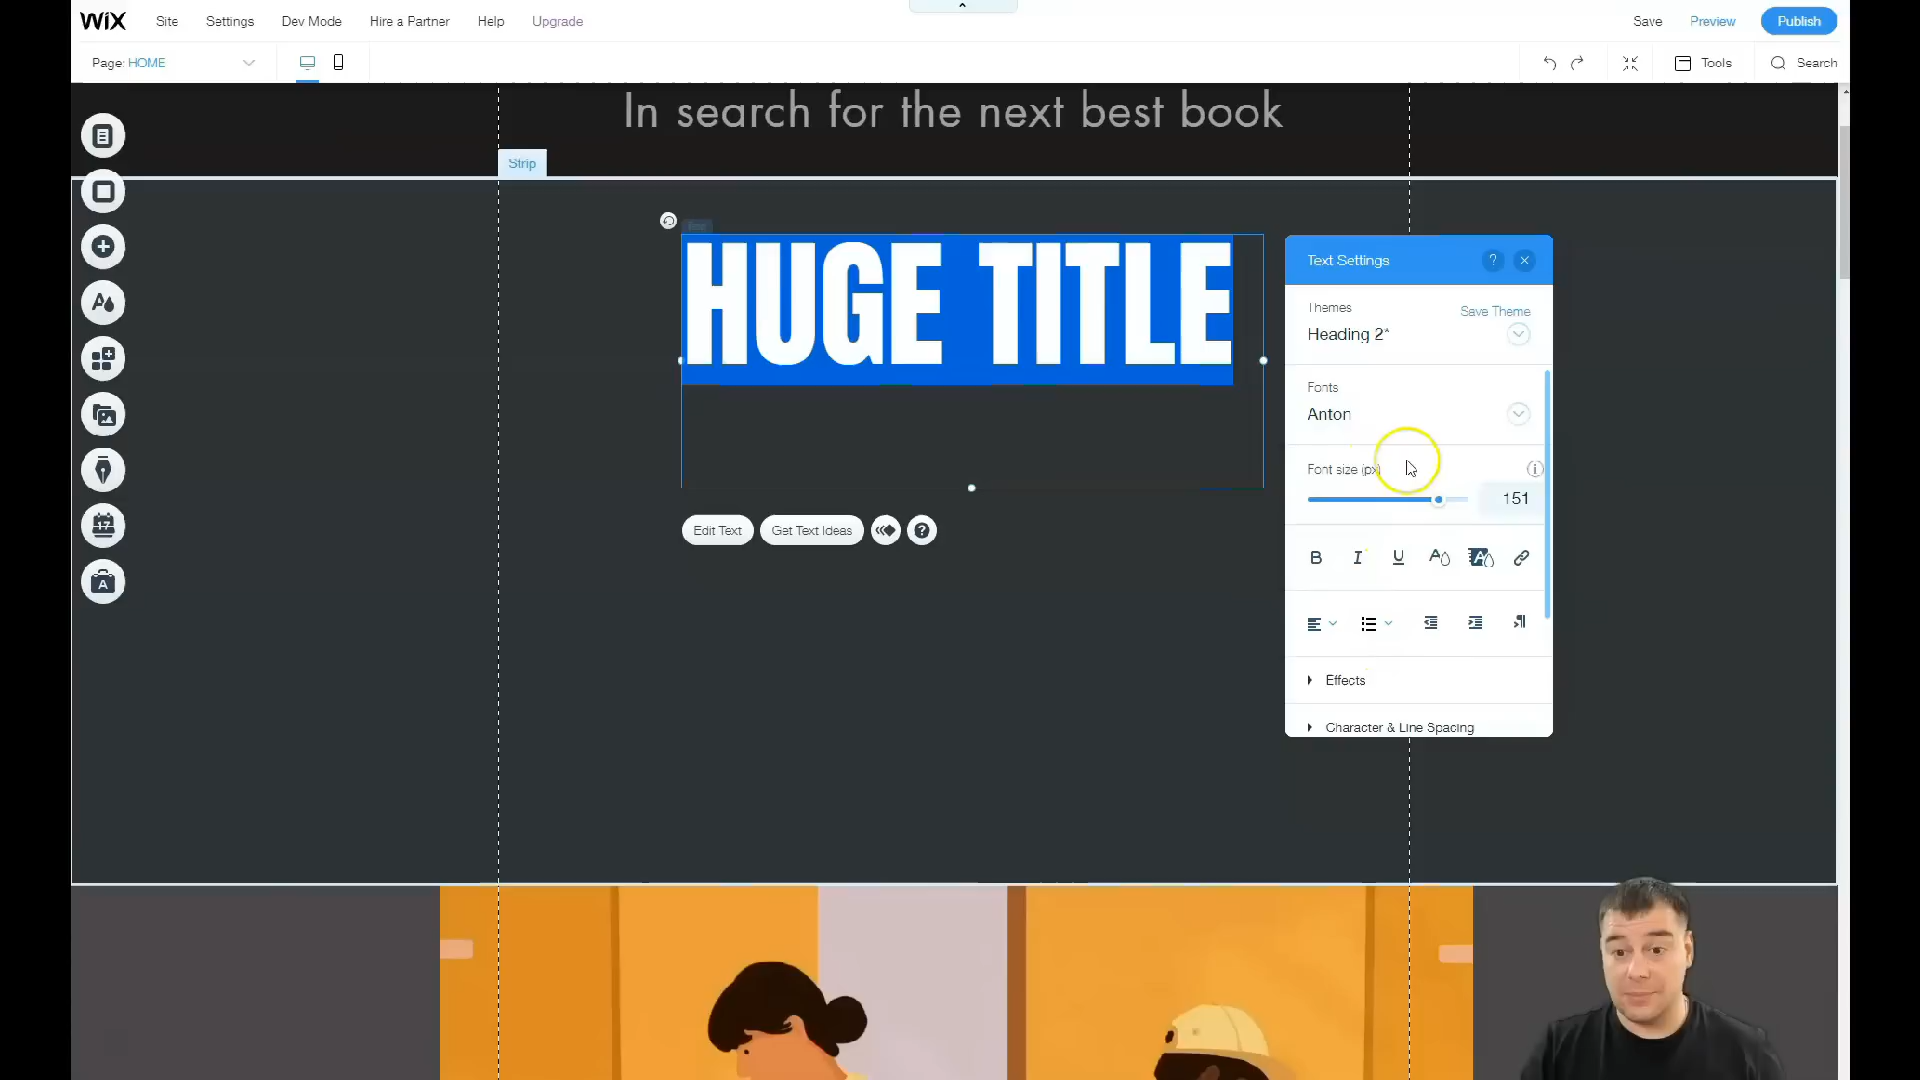 WIX Site Settings Dev Mode Hire a Partner Help Upgrade Save Preview Publish
Page: HOME Tools Search
In search for the next best book
Strip
HUGE TITLE
Text Settings ?
Themes Save Theme
Heading 2*
Fonts
Anton
Font size (px)
151
B I U A A
Effects
Character & Line Spacing
Edit Text Get Text Ideas ?
17
A